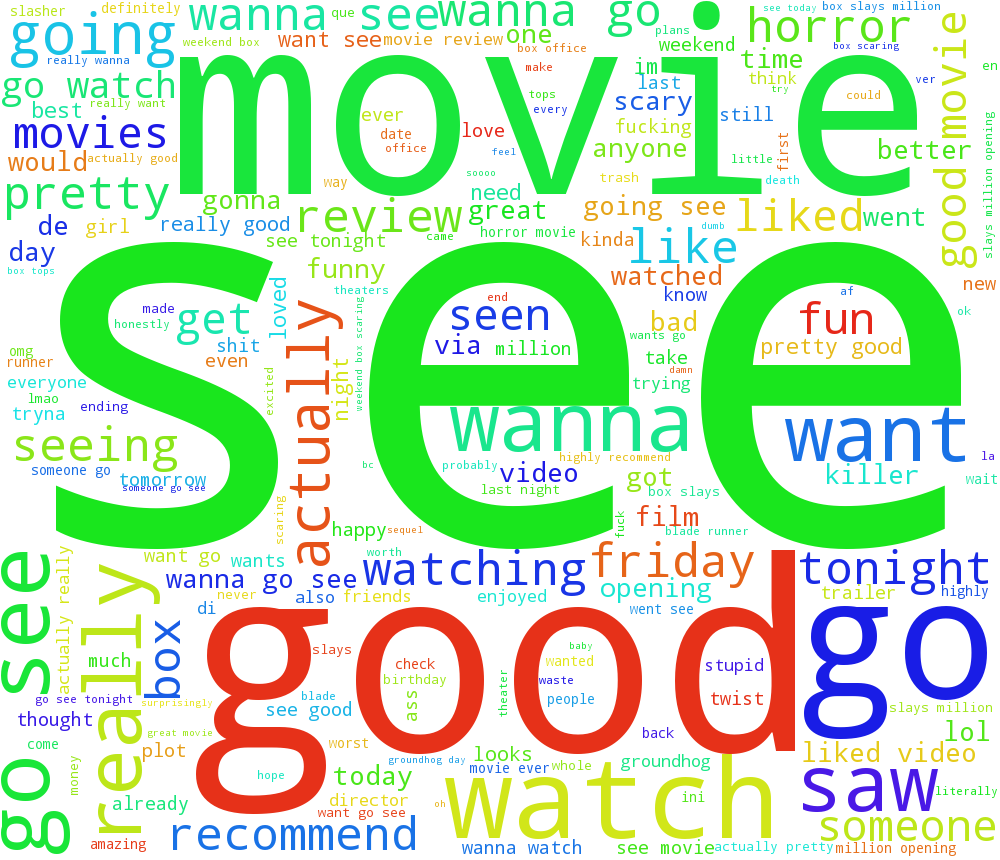 slasher
definitely
que
wanna
see
wanna go
see today
box slays million
going
weekend box
want see
movie review
one
plans
weekend
horror
movie
box scaring
really wanna
box office
go watch
movie
im
time
en
make
last
think
ver
best
really want
tops
try
could
scary
every
still
movies
ever
date
love
fucking
anyone
first
office
feel
better
would
actually good
little
slays million opening
trash
death
pretty
way
soooo
need
gonna
review
great
going see
liked
went
good
de
girl
really good
came
horror movie
dumb
see tonight
kinda
day
like
box tops
funny
theaters
watched
new
loved
end
know
af
made
get
seen
fun
ok
honestly
bad
omg
shit
via
million
wants go
pretty good
runner
even
actually
weekend box scaring
take
see
night
damn
everyone
excited
trying
lmao
ending
tryna
wanna
want
seeing
highly recommend
la
someone go
bc
probably
video
killer
tomorrow
got
wait
someone go see
last night
box slays
scaring
film
happy
sequel
fuck
blade runner
go see
actually really
want go
wants
worth
friday
tonight
really
wanna go see
watching
opening
never
also
friends
enjoyed
trailer
highly
di
went see
good
go
box
slays
baby
much
check
wanted
stupid
birthday
waste
go see tonight
blade
ass
theater
people
twist
surprisingly
see good
slays million
thought
great movie
back
lol
come
plot
worst
looks
groundhog
liked video
groundhog day
movie ever
whole
money
hope
today
watch
saw
already
director
oh
ini
literally
want go see
recommend
someone
amazing
wanna watch
see movie
actually pretty
million opening